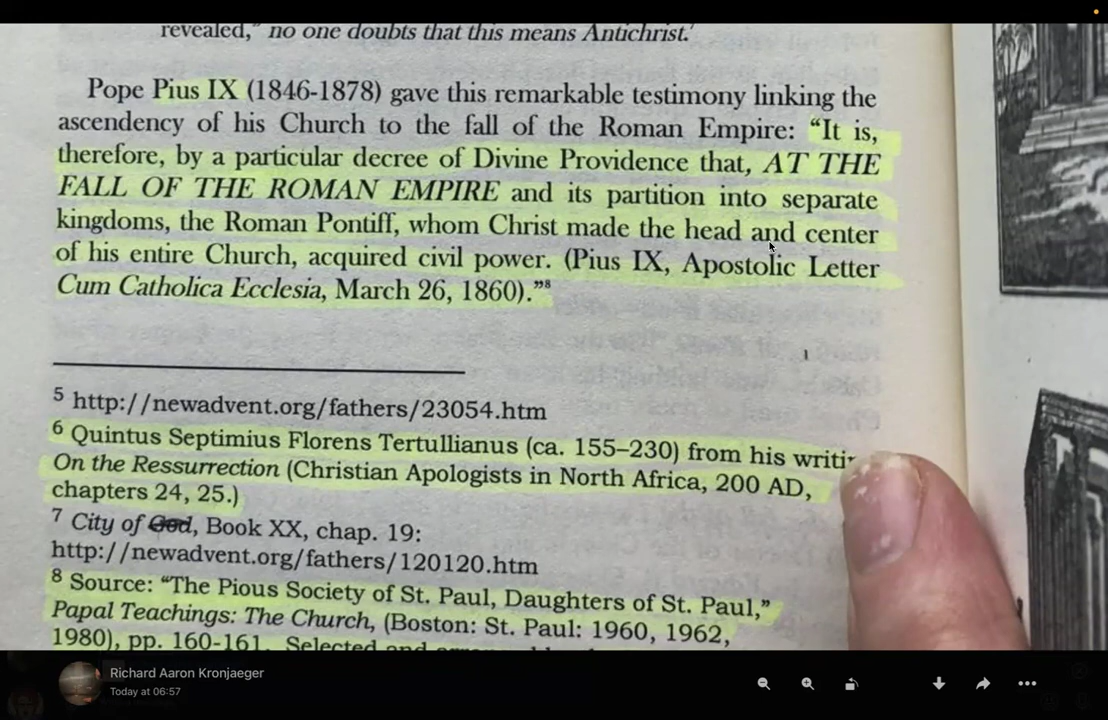 revealed," no one doubts that this means Antichrist.'
Pope Pius IX (1846-1878) gave this remarkable testimony linking the
ascendency of his Church to the fall of the Roman Empire: "It is,
therefore, by a particular decree of Divine Providence that, AT THE
FALL OF THE ROMAN EMPIRE and its partition into separate
kingdoms, the Roman Pontiff, whom Christ made the head and center
of his entire Church, acquired civil power. (Pius IX, Apostolic Letter
Cum Catholica Ecclesia, March 26, 1860)."8
5 http://newadvent.org/fathers/23054.htm
6 Quintus Septimius Florens Tertullianus (ca. 155–230) from his
On the Ressurrection (Christian Apologists in North Africa, 200 AD,
chapters 24, 25.)
7 City of God, Book XX, chap. 19:
http://newadvent.org/fathers/120120.htm
8 Source: "The Pious Society of St. Paul, Daughters of St. Paul,"
Papal Teachings: The Church, (Boston: St. Paul: 1960, 1962,
1980), pp. 160-161. Selected and
Richard Aaron Kronjaeger
Today at 06:57